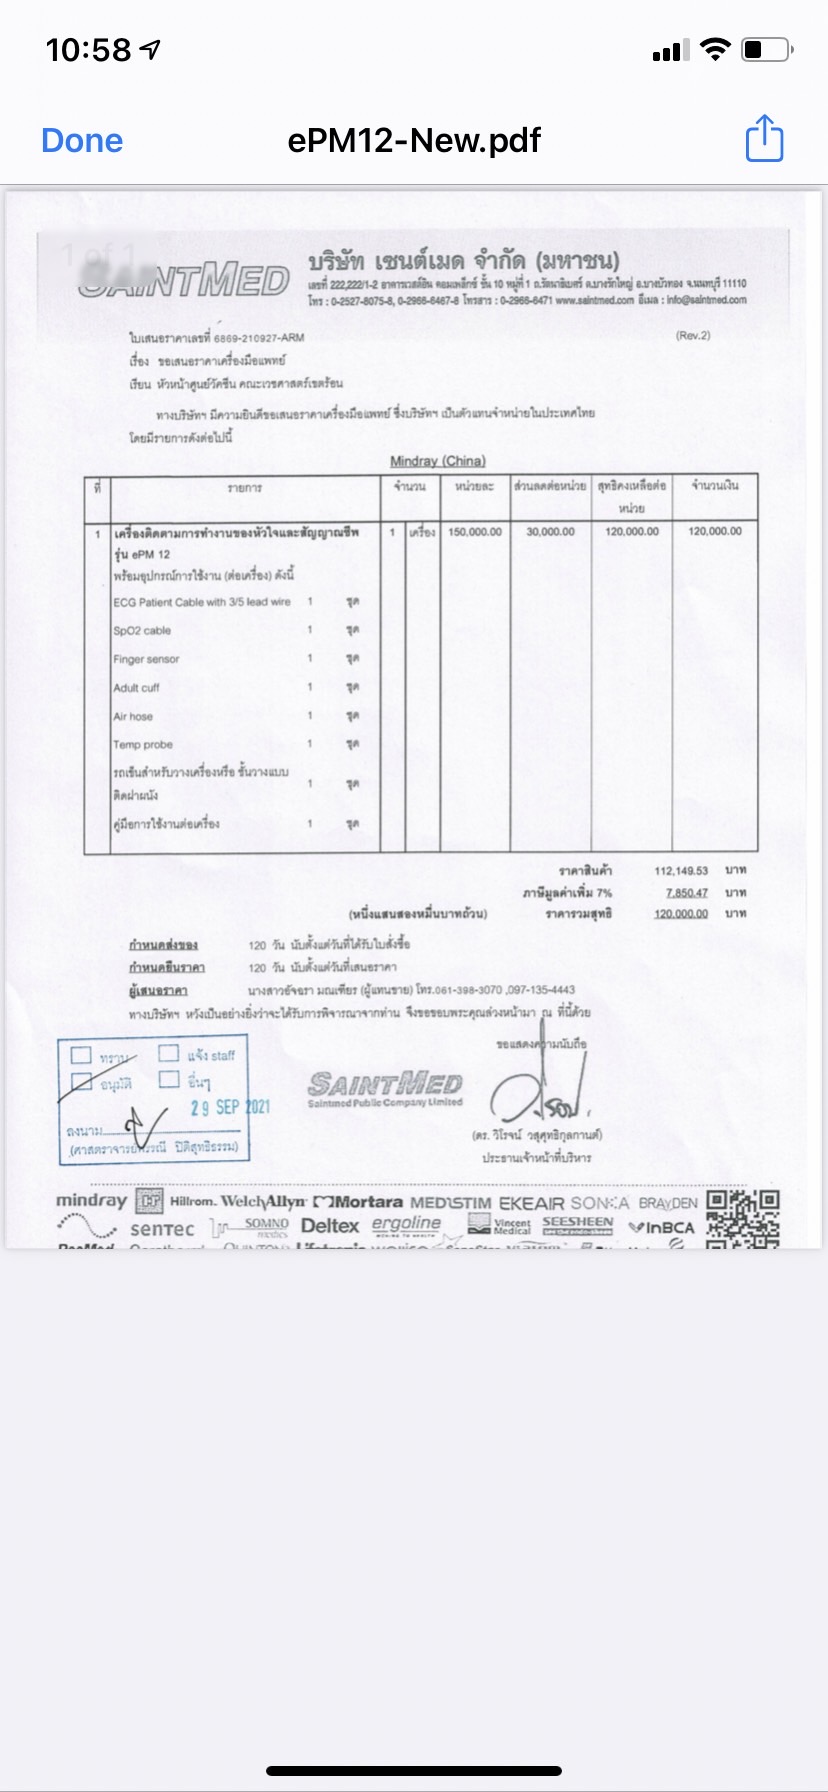 10:58
Done
ePM12-New.pdf
1 of 1
SAINTMED
บริษัท เซนต์เมด จำกัด (มหาชน)
เลขที่ 222,222/1-2 อาคารเวสต์อิน คอมเพล็กซ์ ชั้น 10 หมู่ที่ 1 ถ.รัตนาธิเบศร์ ต.บางรักใหญ่ อ.บางบัวทอง จ.นนทบุรี 11110
โทร : 0-2527-8075-8, 0-2966-6467-8 โทรสาร : 0-2966-6471 www.saintmed.com อีเมล : info@saintmed.com
ใบเสนอราคาเลขที่ 6869-210927-ARM
(Rev.2)
เรื่อง ขอเสนอราคาเครื่องมือแพทย์
เรียน หัวหน้าศูนย์วัคซีน คณะเวชศาสตร์เขตร้อน
ทางบริษัทฯ มีความยินดีขอเสนอราคาเครื่องมือแพทย์ ซึ่งบริษัทฯ เป็นตัวแทนจำหน่ายในประเทศไทย
โดยมีรายการดังต่อไปนี้
Mindray (China)
ที่ รายการ จำนวน หน่วยละ ส่วนลดต่อหน่วย สุทธิคงเหลือต่อหน่วย จำนวนเงิน
1 เครื่องติดตามการทำงานของหัวใจและสัญญาณชีพ 1 เครื่อง 150,000.00 30,000.00 120,000.00 120,000.00
รุ่น ePM 12
พร้อมอุปกรณ์การใช้งาน (ต่อเครื่อง) ดังนี้
ECG Patient Cable with 3/5 lead wire 1 ชุด
SpO2 cable 1 ชุด
Finger sensor 1 ชุด
Adult cuff 1 ชุด
Air hose 1 ชุด
Temp probe 1 ชุด
รถเข็นสำหรับวางเครื่องหรือ ชั้นวางแบบ
ติดฝาผนัง 1 ชุด
คู่มือการใช้งานต่อเครื่อง 1 ชุด
ราคาสินค้า 112,149.53 บาท
ภาษีมูลค่าเพิ่ม 7% 7,850.47 บาท
(หนึ่งแสนสองหมื่นบาทถ้วน) ราคารวมสุทธิ 120,000.00 บาท
กำหนดส่งของ 120 วัน นับตั้งแต่วันที่ได้รับใบสั่งซื้อ
กำหนดยืนราคา 120 วัน นับตั้งแต่วันที่เสนอราคา
ผู้เสนอราคา นางสาวอัจฉรา มณเฑียร (ผู้แทนขาย) โทร.061-398-3070 ,097-135-4443
ทางบริษัทฯ หวังเป็นอย่างยิ่งว่าจะได้รับการพิจารณาจากท่าน จึงขอขอบพระคุณล่วงหน้ามา ณ ที่นี้ด้วย
ขอแสดงความนับถือ
ทราบ แจ้ง staff
อนุมัติ อื่นๆ
29 SEP 2021
ลงนาม
(ศาสตราจารย์พรรณี ปิติสุทธิธรรม)
SAINTMED
Saintmed Public Company Limited
(ดร. วิโรจน์ วสุศุทธิกุลกานต์)
ประธานเจ้าหน้าที่บริหาร
mindray Hillrom. WelchAllyn Mortara MEDISTIM EKEAIR SONKA BRAYDEN
senTec SOMNO medics Deltex ergoline Vincent Medical SEESHEEN InBCA